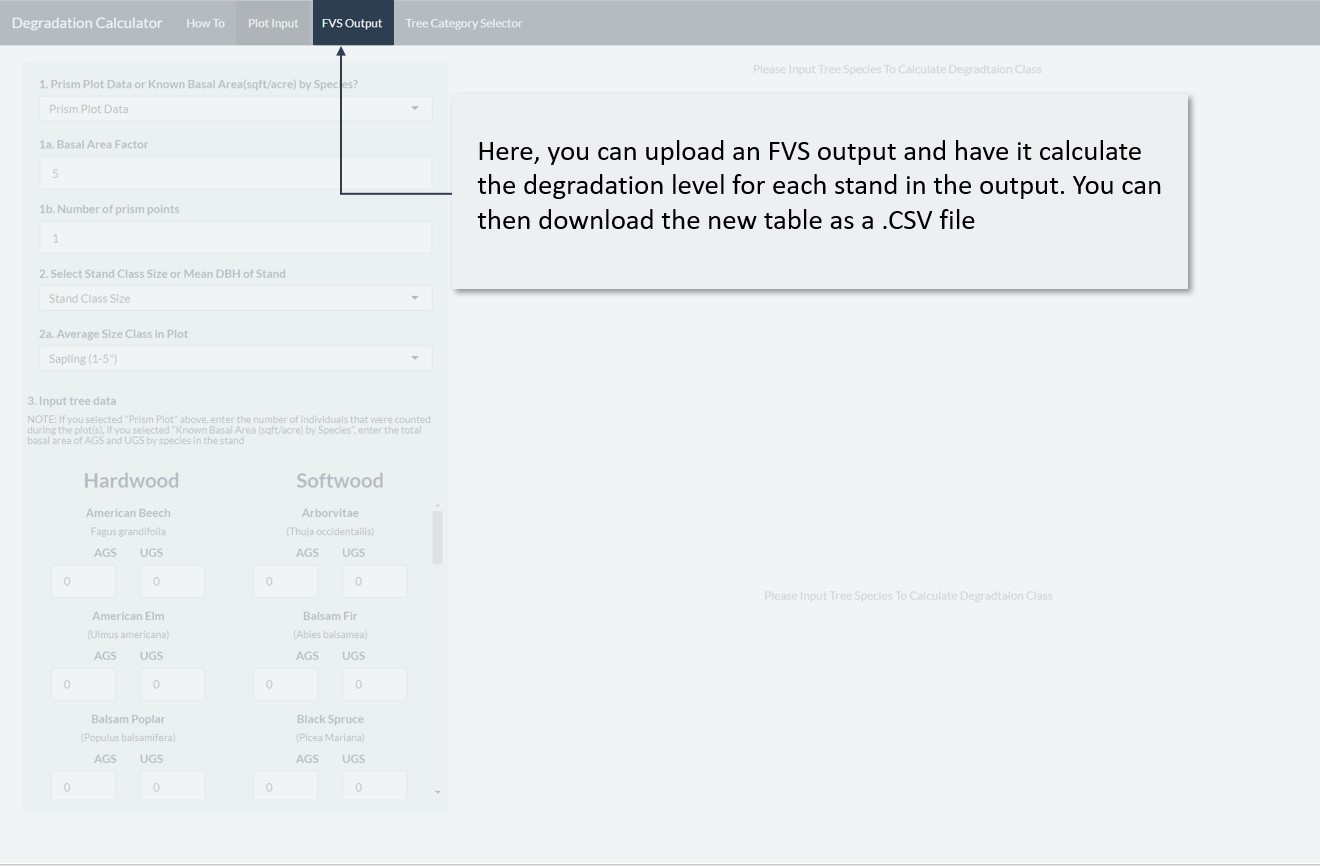 Degradation Calculator How To Plot Input FVS Output Tree Category Selector
Please Input Tree Species To Calculate Degradtaion Class
1. Prism Plot Data or Known Basal Area(sqft/acre) by Species?
Prism Plot Data
1a. Basal Area Factor
5
1b. Number of prism points
1
2. Select Stand Class Size or Mean DBH of Stand
Stand Class Size
2a. Average Size Class in Plot
Sapling (1-5")
Here, you can upload an FVS output and have it calculate
the degradation level for each stand in the output. You can
then download the new table as a .CSV file
3. Input tree data
NOTE: If you selected "Prism Plot" above, enter the number of individuals that were counted
during the plot(s), if you selected "Known Basal Area (sqft/acre) by Species", enter the total
basal area of AGS and UGS by species in the stand
Hardwood Softwood
American Beech Arborvitae
Fagus grandifolia (Thuja occidentailis)
AGS UGS AGS UGS
0 0 0 0
American Elm Balsam Fir
(Ulmus americana) (Abies balsamea)
AGS UGS AGS UGS
0 0 0 0
Balsam Poplar Black Spruce
(Populus balsamifera) (Picea Mariana)
AGS UGS AGS UGS
0 0 0 0
Please Input Tree Species To Calculate Degradtaion Class